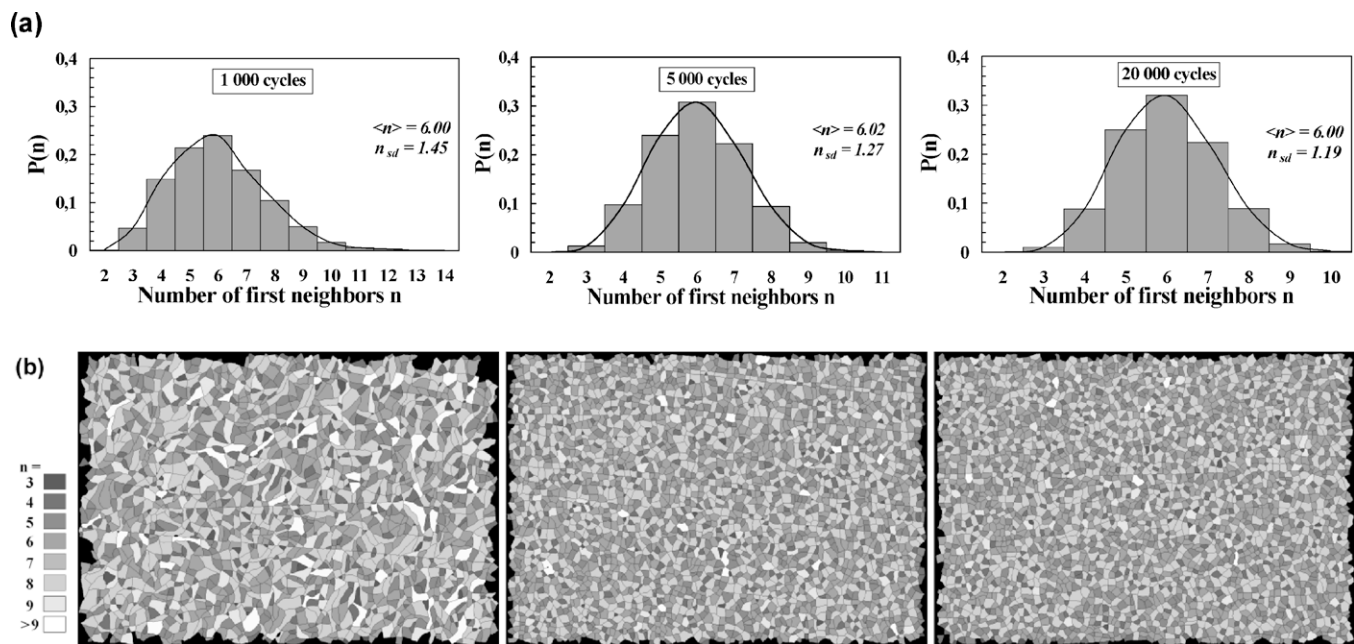 (a)
0,4
0,3
0,2
0,1
0
P(n)
1 000 cycles
<n> = 6.00
n sd = 1.45
2 3 4 5 6 7 8 9 10 11 12 13 14
Number of first neighbors n
0,4
0,3
0,2
0,1
0
P(n)
5 000 cycles
<n> = 6.02
n sd = 1.27
2 3 4 5 6 7 8 9 10 11
Number of first neighbors n
0,4
0,3
0,2
0,1
0
P(n)
20 000 cycles
<n> = 6.00
n sd = 1.19
2 3 4 5 6 7 8 9 10
Number of first neighbors n
(b)
n =
3
4
5
6
7
8
9
>9